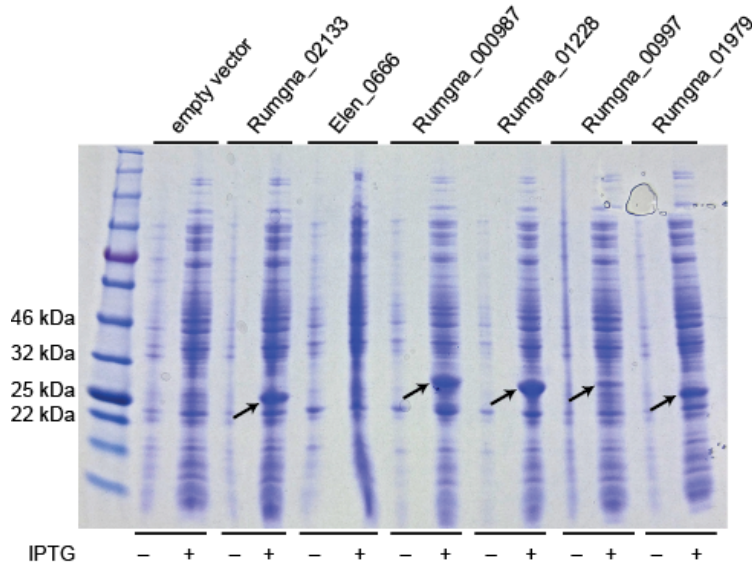 empty vector
Rumgna_02133
Elen_0666
Rumgna_000987
Rumgna_01228
Rumgna_00997
Rumgna_01979
46 kDa
32 kDa
25 kDa
22 kDa
IPTG − + − + − + − + − + − + − +